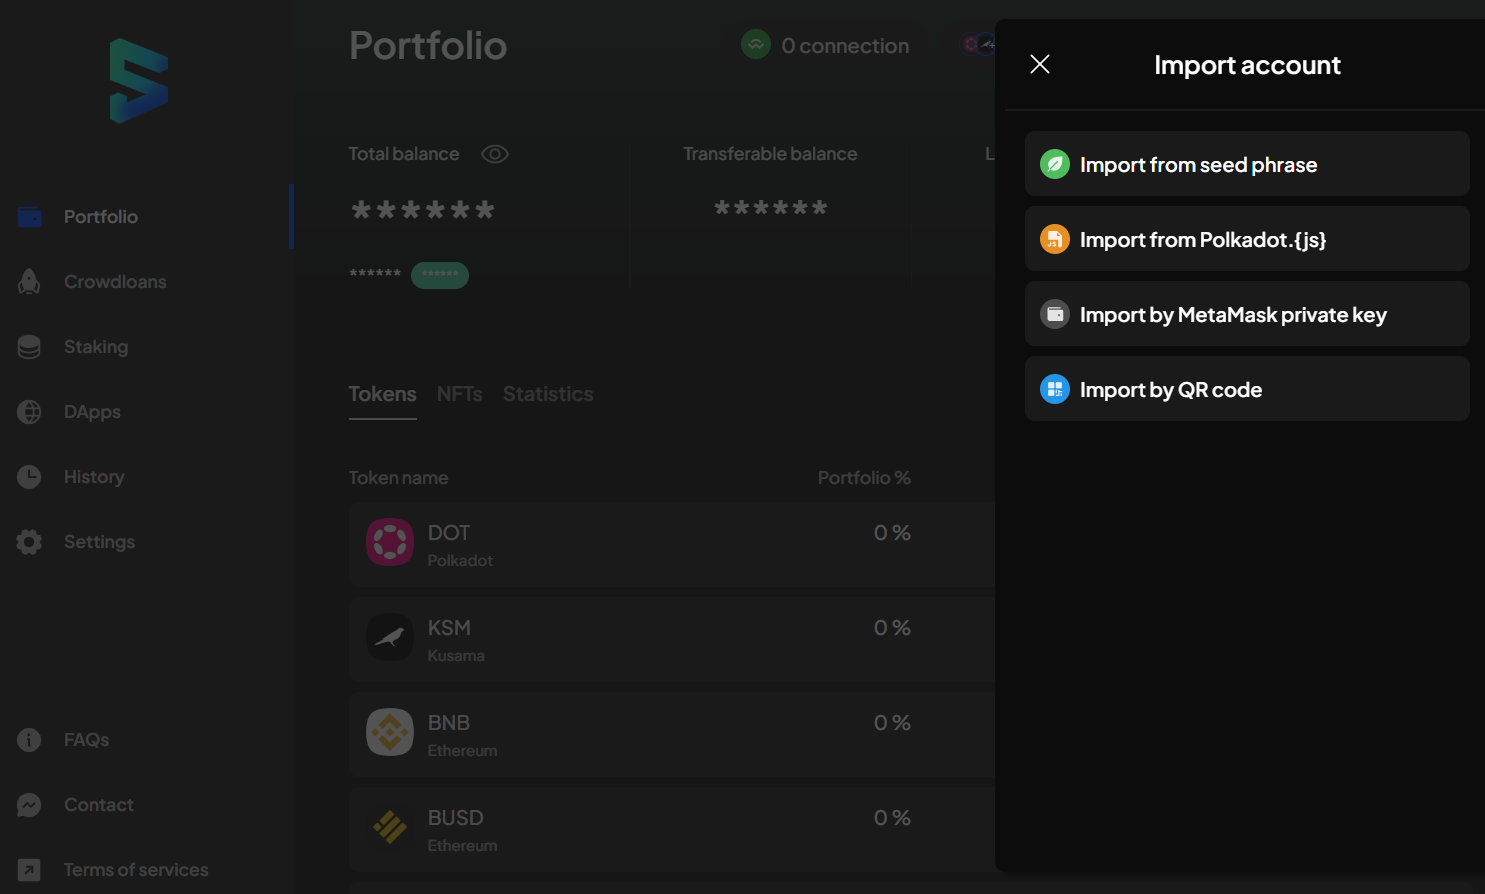 Portfolio
0 connection
Import account
Total balance
Transferable balance
L
******
******
****** ******
Portfolio
Crowdloans
Staking
DApps
History
Settings
Tokens NFTs Statistics
Token name Portfolio %
DOT 0 %
Polkadot
KSM 0 %
Kusama
BNB 0 %
Ethereum
BUSD 0 %
Ethereum
FAQs
Contact
Terms of services
Import from seed phrase
JS
Import from Polkadot.{js}
Import by MetaMask private key
Import by QR code